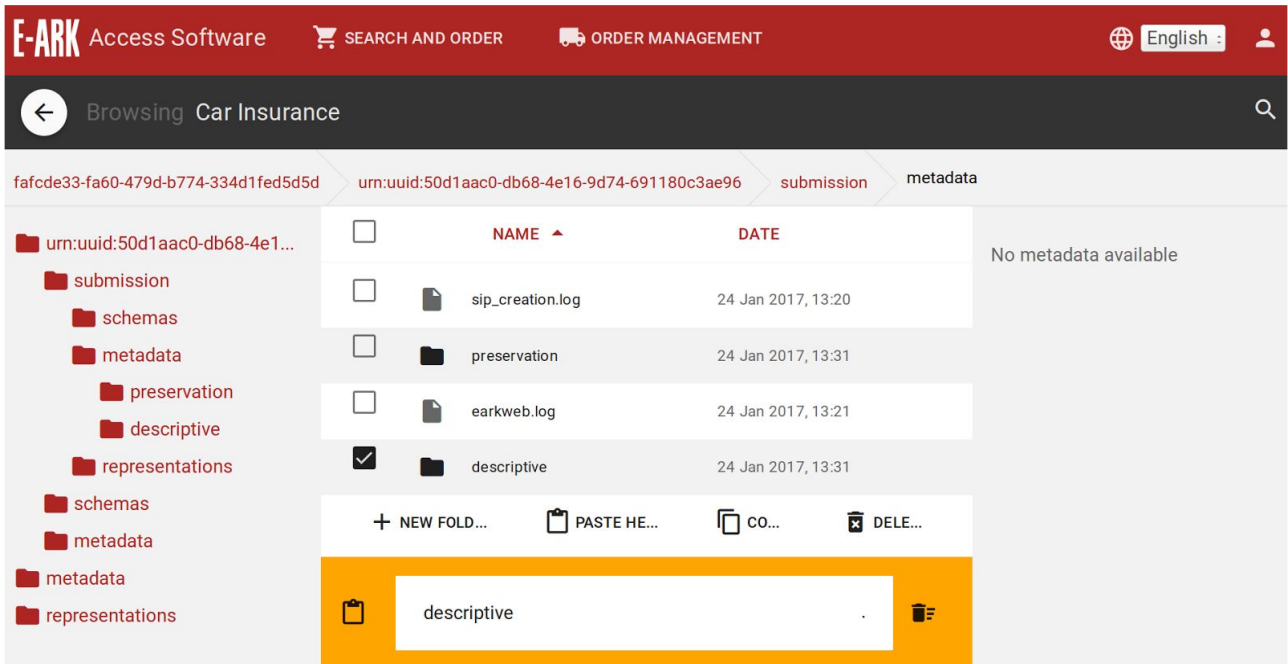 E-ARK Access Software SEARCH AND ORDER ORDER MANAGEMENT English
Browsing Car Insurance
fafcde33-fa60-479d-b774-334d1fed5d5d urn:uuid:50d1aac0-db68-4e16-9d74-691180c3ae96 submission metadata
urn:uuid:50d1aac0-db68-4e1...
submission
schemas
metadata
preservation
descriptive
representations
schemas
metadata
metadata
representations
NAME DATE
sip_creation.log 24 Jan 2017, 13:20
preservation 24 Jan 2017, 13:31
earkweb.log 24 Jan 2017, 13:21
descriptive 24 Jan 2017, 13:31
NEW FOLD... PASTE HE... CO... DELE...
descriptive
No metadata available